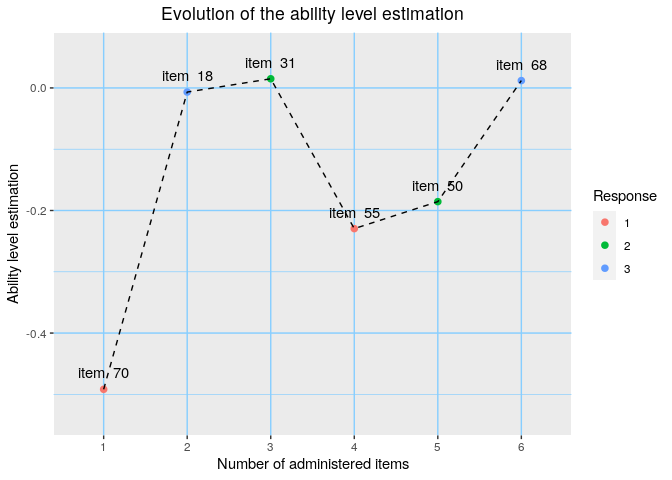 Evolution of the ability level estimation
item 31
item 68
item 18
0.0
item 50
Response
item 55
-0.2
1
2
3
Ability level estimation
-0.4
item 70
1 2 3 4 5 6
Number of administered items